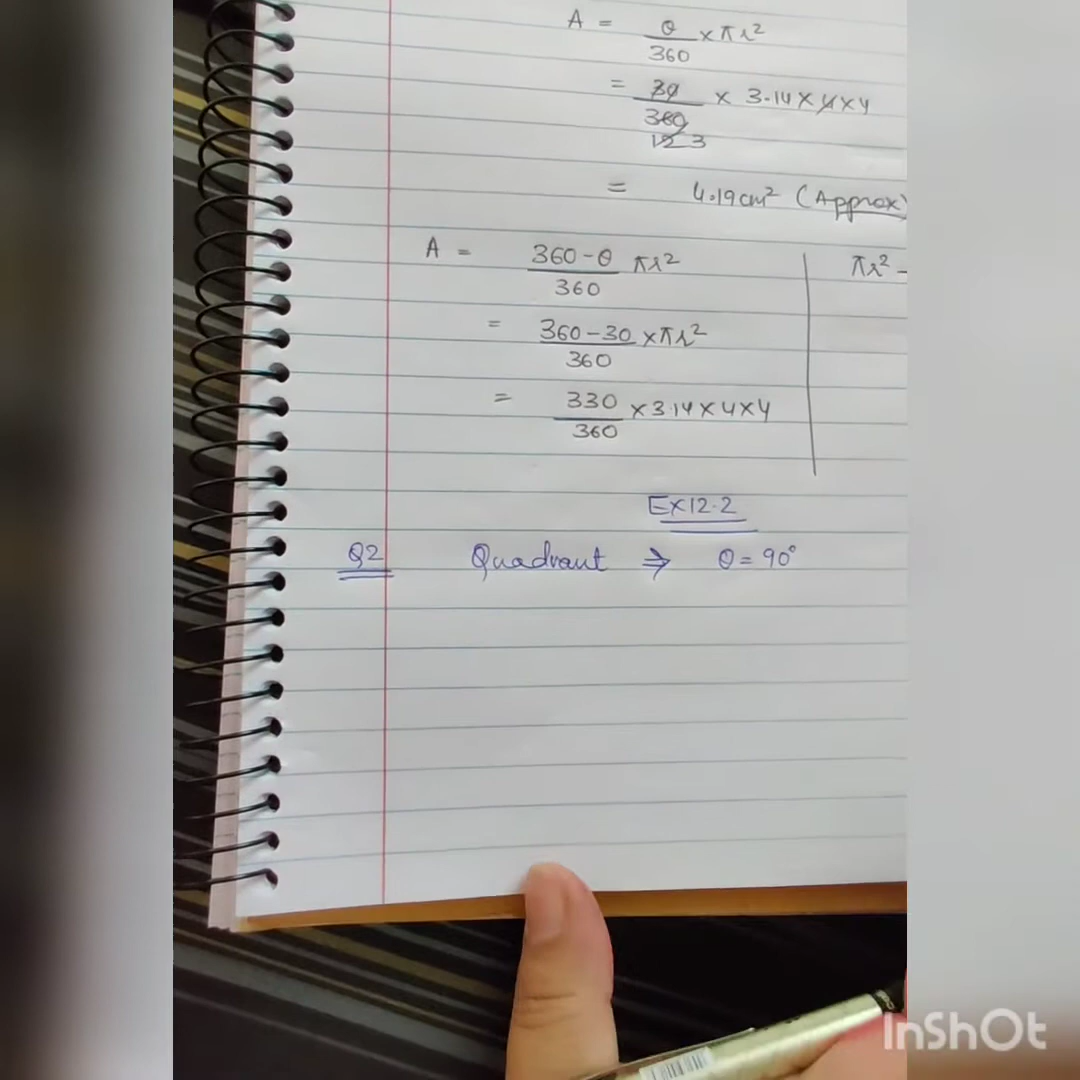 A = θ/360 × πr²
= 30/360 × 3.14 × 4 × 4
12 3
= 4.19 cm² (Approx)
A = 360 - θ/360 πr²
πr² -
= 360 - 30/360 × πr²
= 330/360 × 3.14 × 4 × 4
Ex 12.2
Q2 Quadrant ⇒ θ = 90°
InShOt